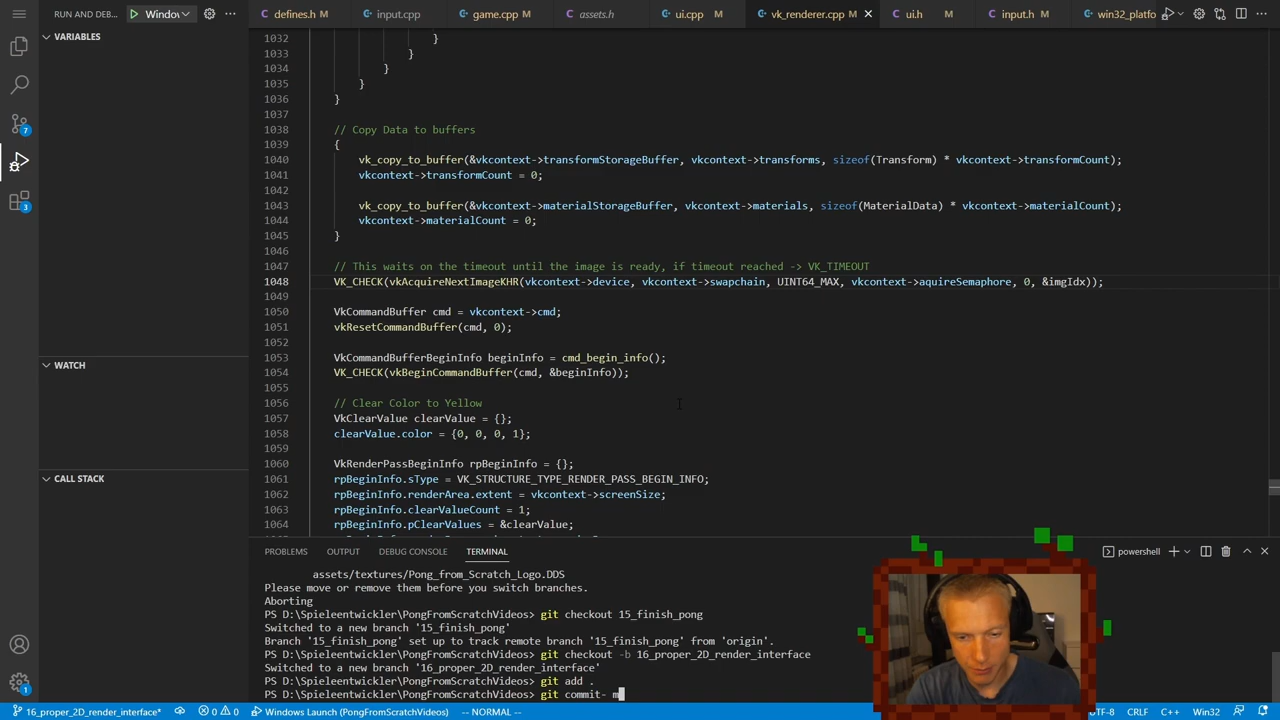 RUN AND DEB... Windov
defines.h M
input.cpp
game.cpp M
assets.h
ui.cpp M
vk_renderer.cpp M
ui.h M
input.h M
win32_platfo
VARIABLES
WATCH
CALL STACK
1032 }
1033 }
1034 }
1035 }
1036 }
1037
1038 // Copy Data to buffers
1039 {
1040 vk_copy_to_buffer(&vkcontext->transformStorageBuffer, vkcontext->transforms, sizeof(Transform) * vkcontext->transformCount);
1041 vkcontext->transformCount = 0;
1042
1043 vk_copy_to_buffer(&vkcontext->materialStorageBuffer, vkcontext->materials, sizeof(MaterialData) * vkcontext->materialCount);
1044 vkcontext->materialCount = 0;
1045 }
1046
1047 // This waits on the timeout until the image is ready, if timeout reached -> VK_TIMEOUT
1048 VK_CHECK(vkAcquireNextImageKHR(vkcontext->device, vkcontext->swapchain, UINT64_MAX, vkcontext->aquireSemaphore, 0, &imgIdx));
1049
1050 VkCommandBuffer cmd = vkcontext->cmd;
1051 vkResetCommandBuffer(cmd, 0);
1052
1053 VkCommandBufferBeginInfo beginInfo = cmd_begin_info();
1054 VK_CHECK(vkBeginCommandBuffer(cmd, &beginInfo));
1055
1056 // Clear Color to Yellow
1057 VkClearValue clearValue = {};
1058 clearValue.color = {0, 0, 0, 1};
1059
1060 VkRenderPassBeginInfo rpBeginInfo = {};
1061 rpBeginInfo.sType = VK_STRUCTURE_TYPE_RENDER_PASS_BEGIN_INFO;
1062 rpBeginInfo.renderArea.extent = vkcontext->screenSize;
1063 rpBeginInfo.clearValueCount = 1;
1064 rpBeginInfo.pClearValues = &clearValue;
PROBLEMS OUTPUT DEBUG CONSOLE TERMINAL
powershell
assets/textures/Pong_from_Scratch_Logo.DDS
Please move or remove them before you switch branches.
Aborting
PS D:\Spieleentwickler\PongFromScratchVideos> git checkout 15_finish_pong
Switched to a new branch '15_finish_pong'
Branch '15_finish_pong' set up to track remote branch '15_finish_pong' from 'origin'.
PS D:\Spieleentwickler\PongFromScratchVideos> git checkout -b 16_proper_2D_render_interface
Switched to a new branch '16_proper_2D_render_interface'
PS D:\Spieleentwickler\PongFromScratchVideos> git add .
PS D:\Spieleentwickler\PongFromScratchVideos> git commit- m
7
3
1
16_proper_2D_render_interface* 0 0 Windows Launch (PongFromScratchVideos) -- NORMAL -- UTF-8 CRLF C++ Win32